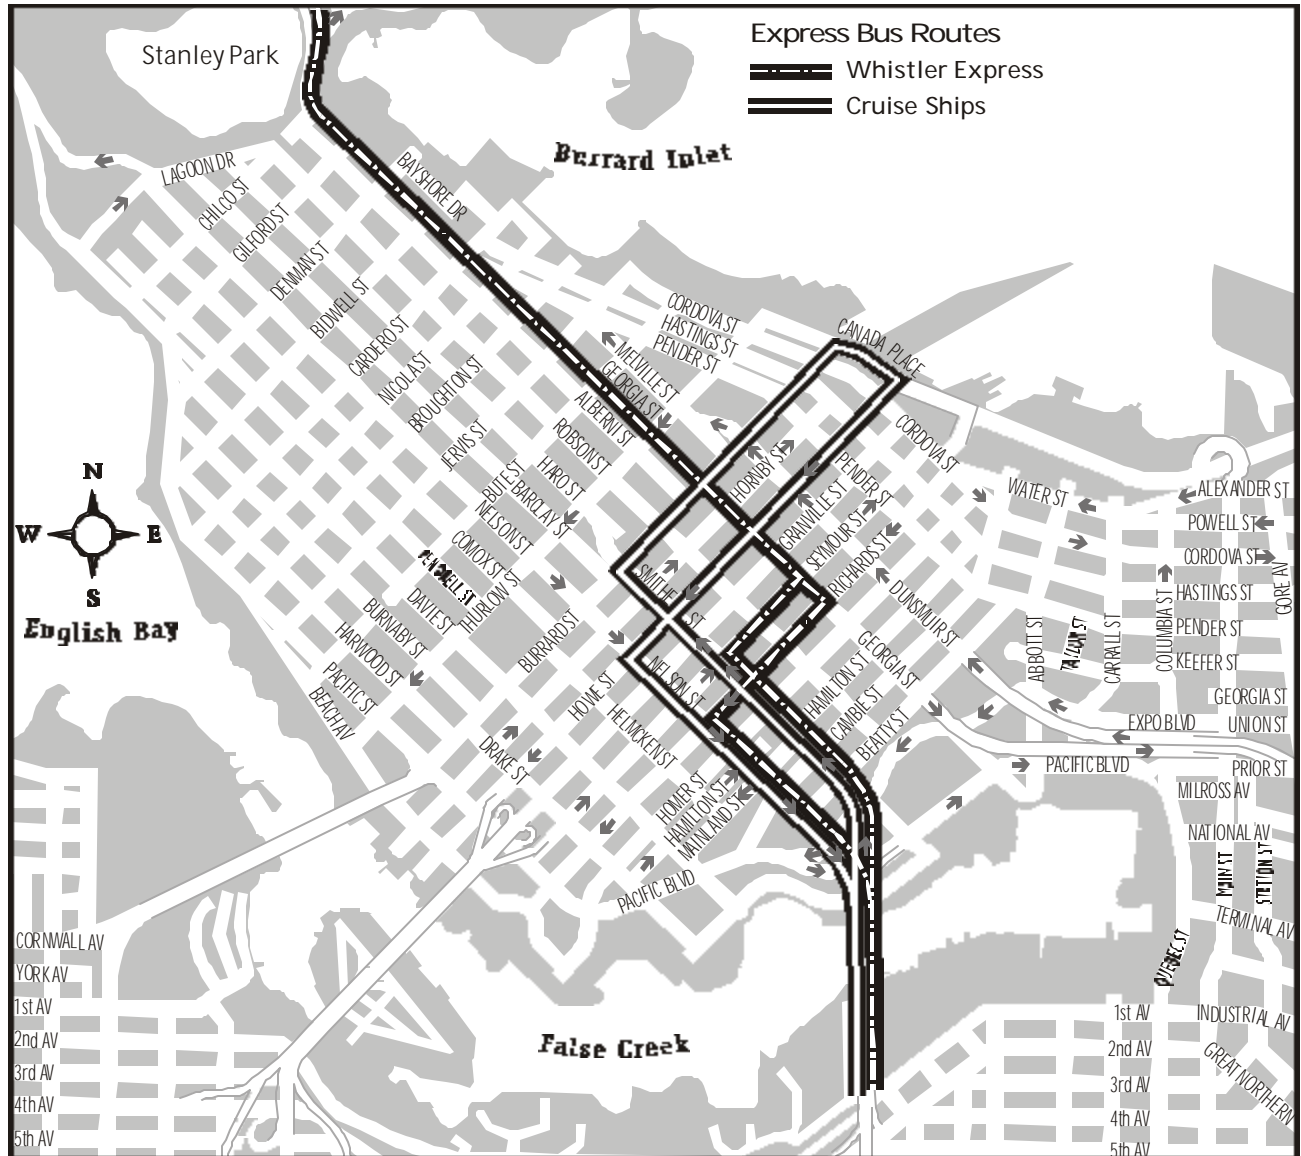 Stanley Park
Express Bus Routes
Whistler Express
Cruise Ships
Burrard Inlet
LAGOON DR
BAYSHORE DR
CHILCO ST
GILFORD ST
DENMAN ST
BIDWELL ST
CARDERO ST
NICOLA ST
BROUGHTON ST
JERVIS ST
BUTE ST
CORDOVA ST
HASTINGS ST
PENDER ST
CANADA PLACE
MELVILLE ST
GEORGIA ST
ALBERNI ST
ROBSON ST
HARO ST
BARCLAY ST
NELSON ST
COMOX ST
PENDRELL ST
DAVIE ST
THURLOW ST
BURNABY ST
HARWOOD ST
PACIFIC ST
BEACH AV
BURRARD ST
HORNBY ST
PENDER ST
CORDOVA ST
GRANVILLE ST
SEYMOUR ST
RICHARDS ST
DUNSMUIR ST
WATER ST
ALEXANDER ST
POWELL ST
CORDOVA ST
GORE AV
HASTINGS ST
PENDER ST
KEEFER ST
GEORGIA ST
UNION ST
EXPO BLVD
PACIFIC BLVD
PRIOR ST
MILROSS AV
NATIONAL AV
MAIN ST
STATION ST
TERMINAL AV
QUEBEC ST
INDUSTRIAL AV
GREAT NORTHERN
ABBOTT ST
CARRALL ST
COLUMBIA ST
N
W
E
S
English Bay
SMITHE ST
NELSON ST
HOWE ST
HELMCKEN ST
DRAKE ST
GEORGIA ST
HAMILTON ST
CAMBIE ST
BEATTY ST
HOMER ST
HAMILTON ST
MAINLAND ST
PACIFIC BLVD
False Creek
CORNWALL AV
YORK AV
1st AV
2nd AV
3rd AV
4th AV
5th AV
1st AV
2nd AV
3rd AV
4th AV
5th AV